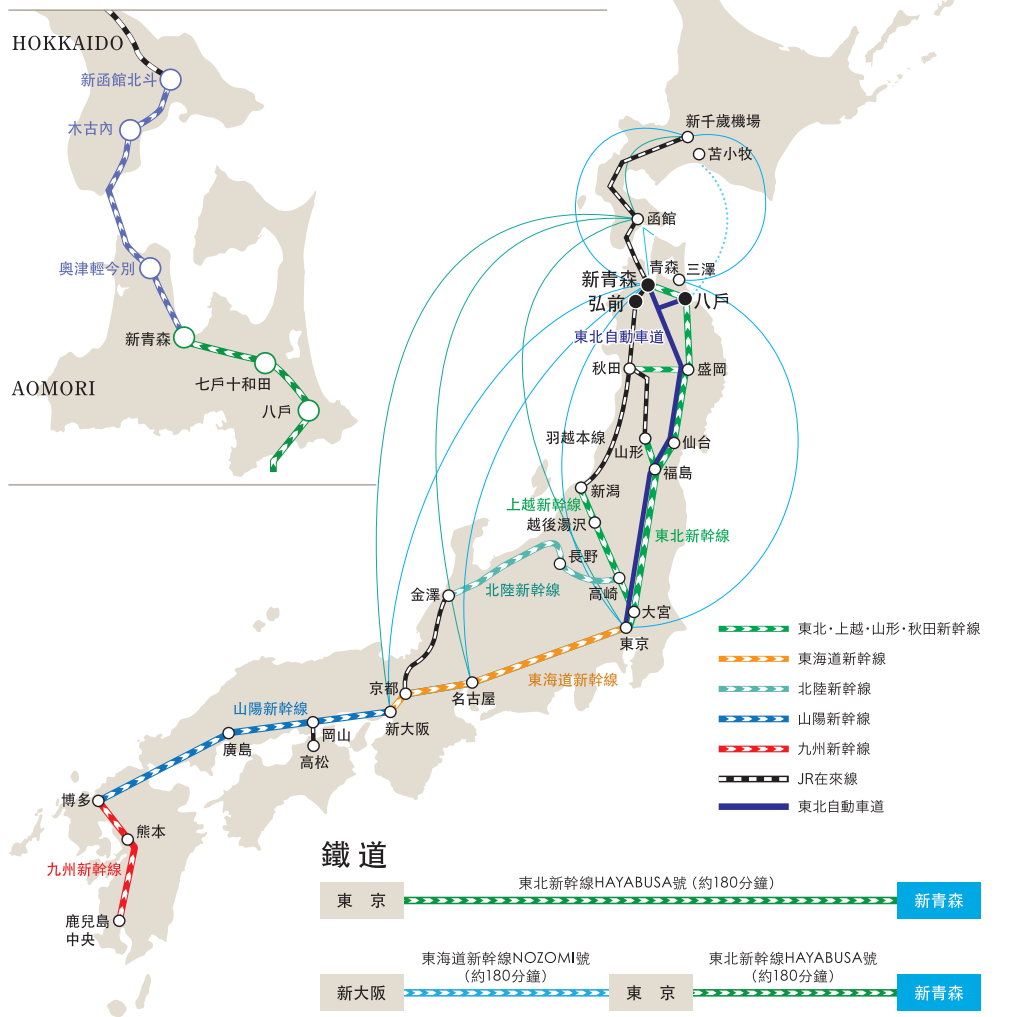 HOKKAIDO
新函館北斗
木古內
奧津輕今別
新青森
七戶十和田
八戶
AOMORI
新千歲機場
苫小牧
函館
青森
三澤
新青森
八戶
弘前
東北自動車道
秋田
盛岡
羽越本線
山形
仙台
福島
新潟
上越新幹線
越後湯沢
東北新幹線
長野
北陸新幹線
高崎
金澤
大宮
東京
東海道新幹線
京都
名古屋
新大阪
山陽新幹線
岡山
廣島
高松
博多
熊本
九州新幹線
鹿兒島
中央
東北・上越・山形・秋田新幹線
東海道新幹線
北陸新幹線
山陽新幹線
九州新幹線
JR在來線
東北自動車道
鐵道
東北新幹線HAYABUSA號(約180分鐘)
東 京
新青森
東海道新幹線NOZOMI號
(約180分鐘)
東北新幹線HAYABUSA號
(約180分鐘)
新大阪
東 京
新青森